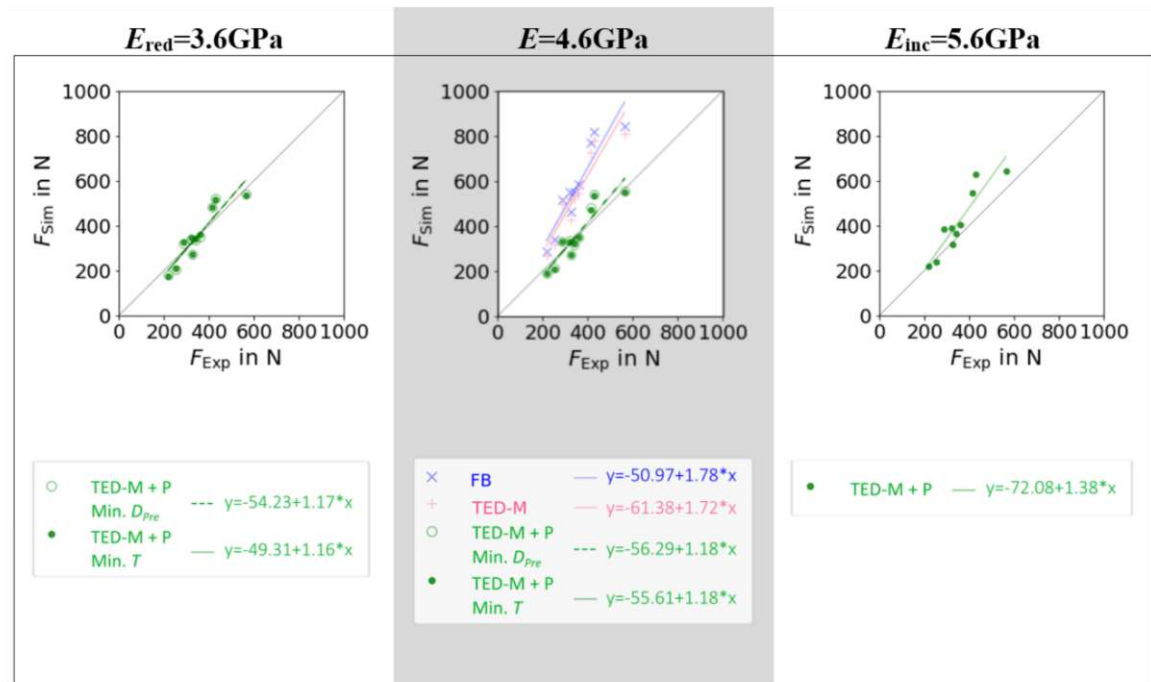 E_red=3.6GPa
E=4.6GPa
E_inc=5.6GPa
1000
800
600
400
200
0
F_Sim in N
0 200 400 600 800 1000
F_Exp in N
1000
800
600
400
200
0
F_Sim in N
0 200 400 600 800 1000
F_Exp in N
1000
800
600
400
200
0
F_Sim in N
0 200 400 600 800 1000
F_Exp in N
TED-M + P
Min. D_Pre
y=-54.23+1.17*x
TED-M + P
Min. T
y=-49.31+1.16*x
FB
y=-50.97+1.78*x
TED-M
y=-61.38+1.72*x
TED-M + P
Min. D_Pre
y=-56.29+1.18*x
TED-M + P
Min. T
y=-55.61+1.18*x
TED-M + P
y=-72.08+1.38*x